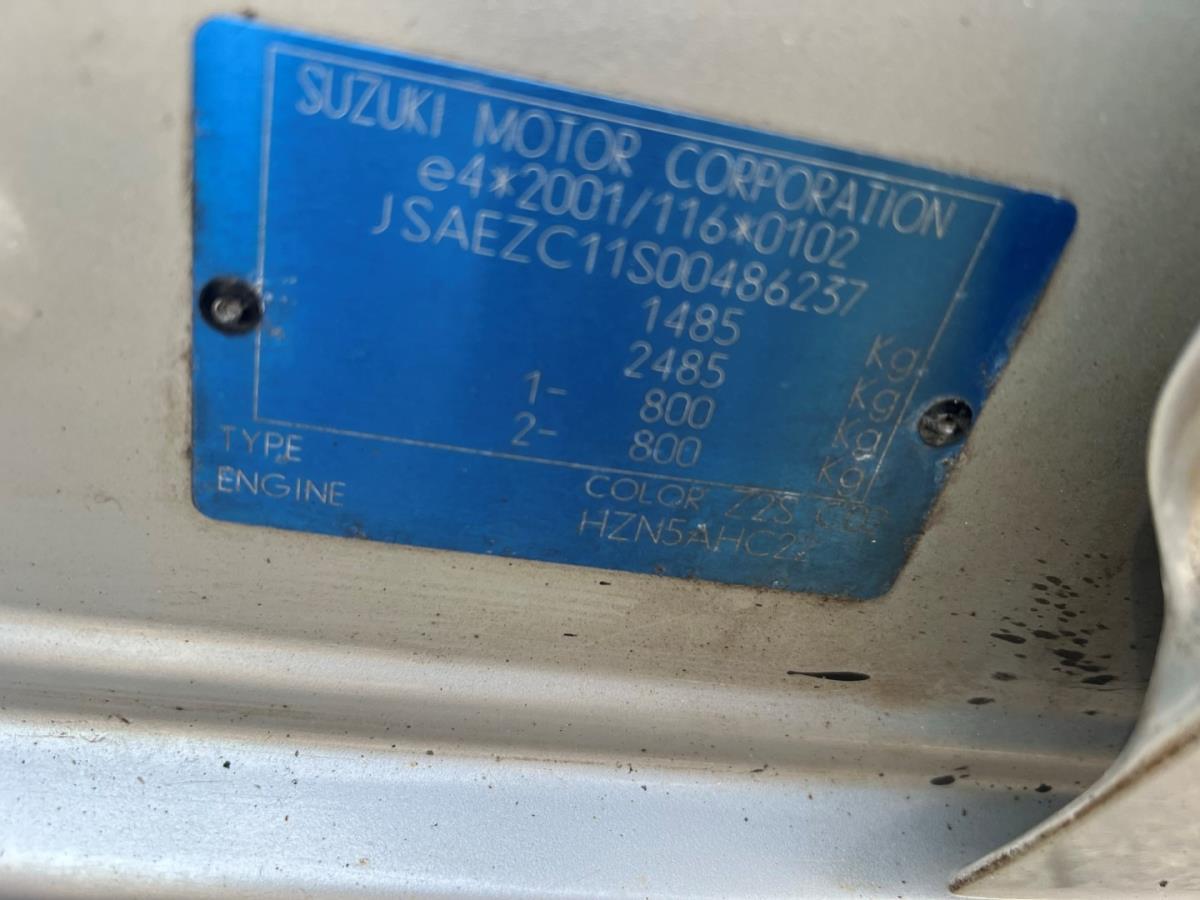 SUZUKI MOTOR CORPORATION
e4*2001/116*0102
JSAEZC11S00486237
1485 Kg
2485 Kg
1- 800 Kg
2- 800 Kg
TYPE COLOR Z2S
ENGINE